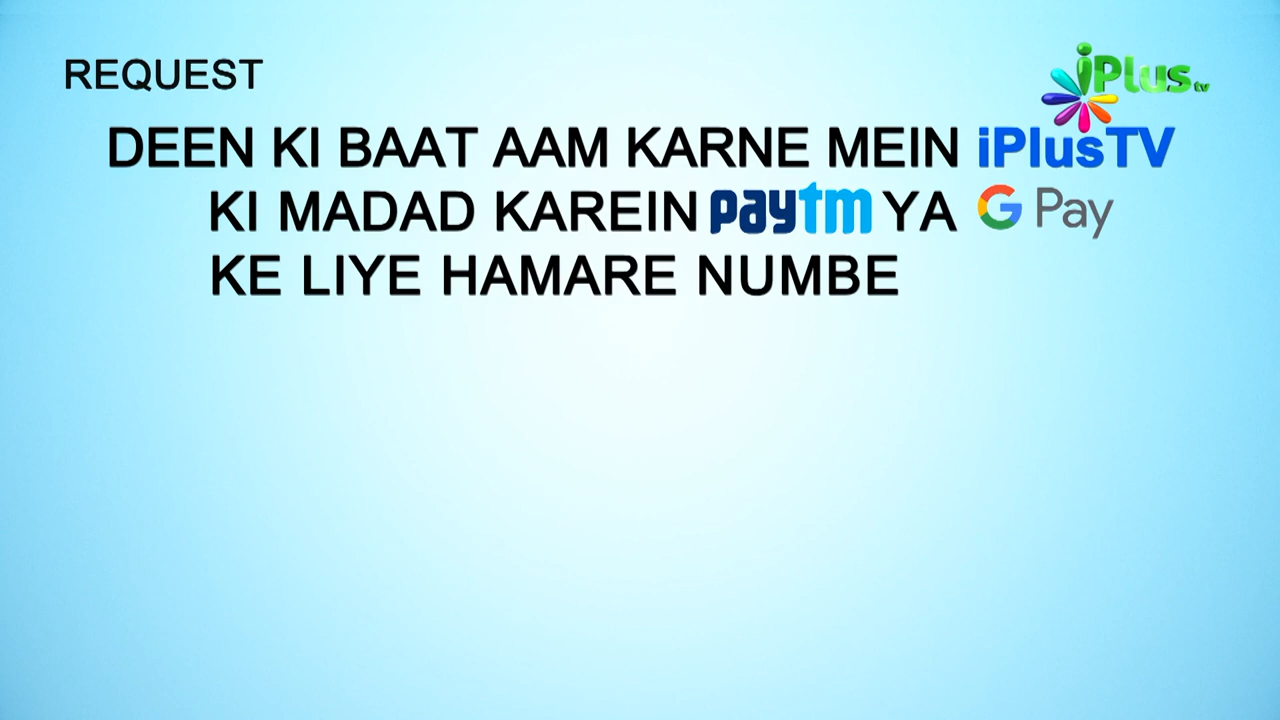 REQUEST
iPlus tv
DEEN KI BAAT AAM KARNE MEIN iPlusTV
KI MADAD KAREIN paytm YA G Pay
KE LIYE HAMARE NUMBE